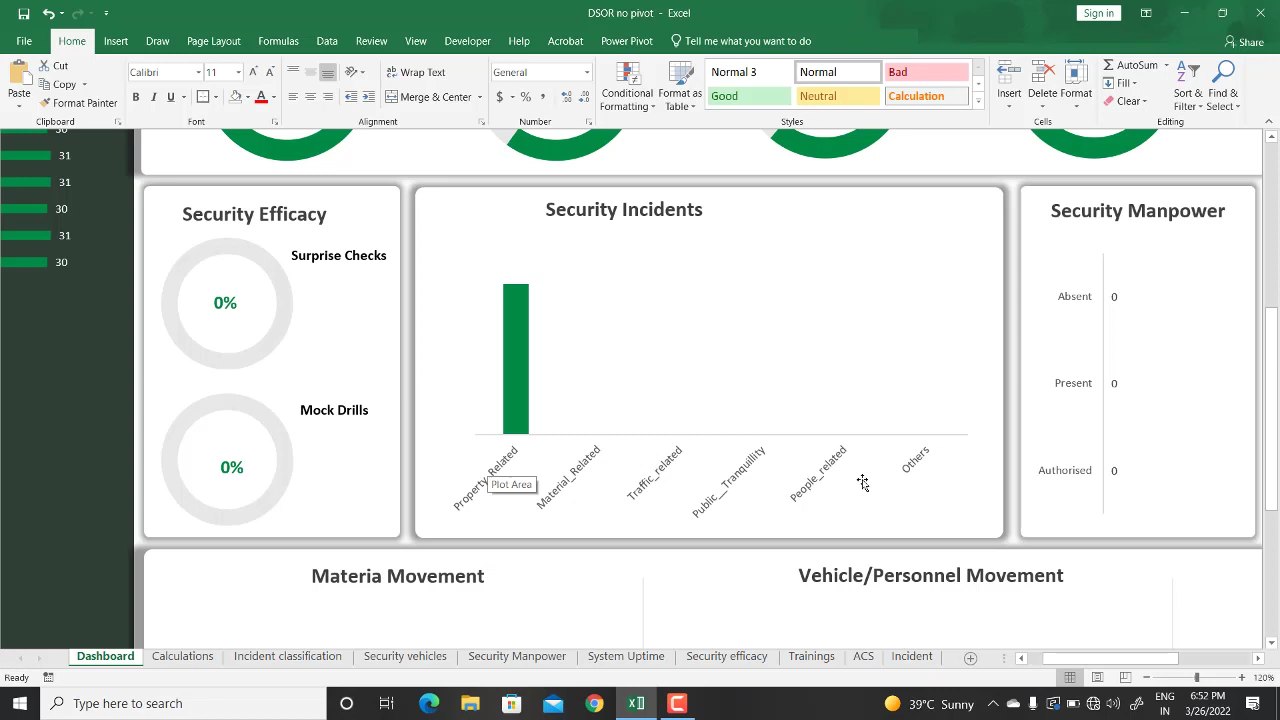 DSOR no pivot - Excel
Sign in
File Home Insert Draw Page Layout Formulas Data Review View Developer Help Acrobat Power Pivot Tell me what you want to do Share
Paste
Cut
Copy
Format Painter
Clipboard
Calibri 11
B I U
Font
Wrap Text
Merge & Center
Alignment
General
$ % ,
Number
Conditional Formatting
Format as Table
Normal 3 Normal Bad
Good Neutral Calculation
Styles
Insert Delete Format
Cells
AutoSum
Fill
Clear
Sort & Filter
Find & Select
Editing
30
31
31
30
31
30
Security Efficacy
Surprise Checks
0%
Mock Drills
0%
Security Incidents
Property_Related
Material_Related
Traffic_related
Public__Tranquillity
People_related
Others
Plot Area
Security Manpower
Absent 0
Present 0
Authorised 0
Materia Movement
Vehicle/Personnel Movement
Dashboard Calculations Incident classification Security vehicles Security Manpower System Uptime Security efficacy Trainings ACS Incident
Ready
120%
Type here to search
39°C Sunny
ENG
IN
6:52 PM
3/26/2022